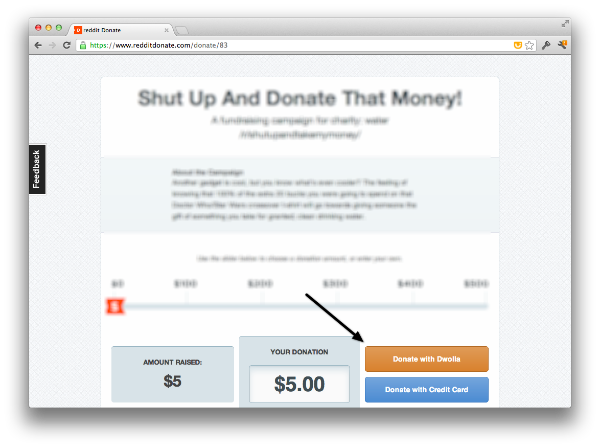 reddit Donate
https://www.redditdonate.com/donate/83
Shut Up And Donate That Money!
A fundraising campaign for charity: water
/r/shutupandtakemymoney/
Feedback
About the Campaign
Another gadget is cool, but you know what's even cooler? The feeling of
knowing that 100% of the extra 20 bucks you were going to spend on that
Doctor Who/Star Wars crossover t-shirt will go towards giving someone the
gift of something you take for granted, clean drinking water.
Use the slider below to choose a donation amount, or enter your own.
$0 $100 $200 $300 $400 $500
$
AMOUNT RAISED:
$5
YOUR DONATION
$5.00
Donate with Dwolla
Donate with Credit Card